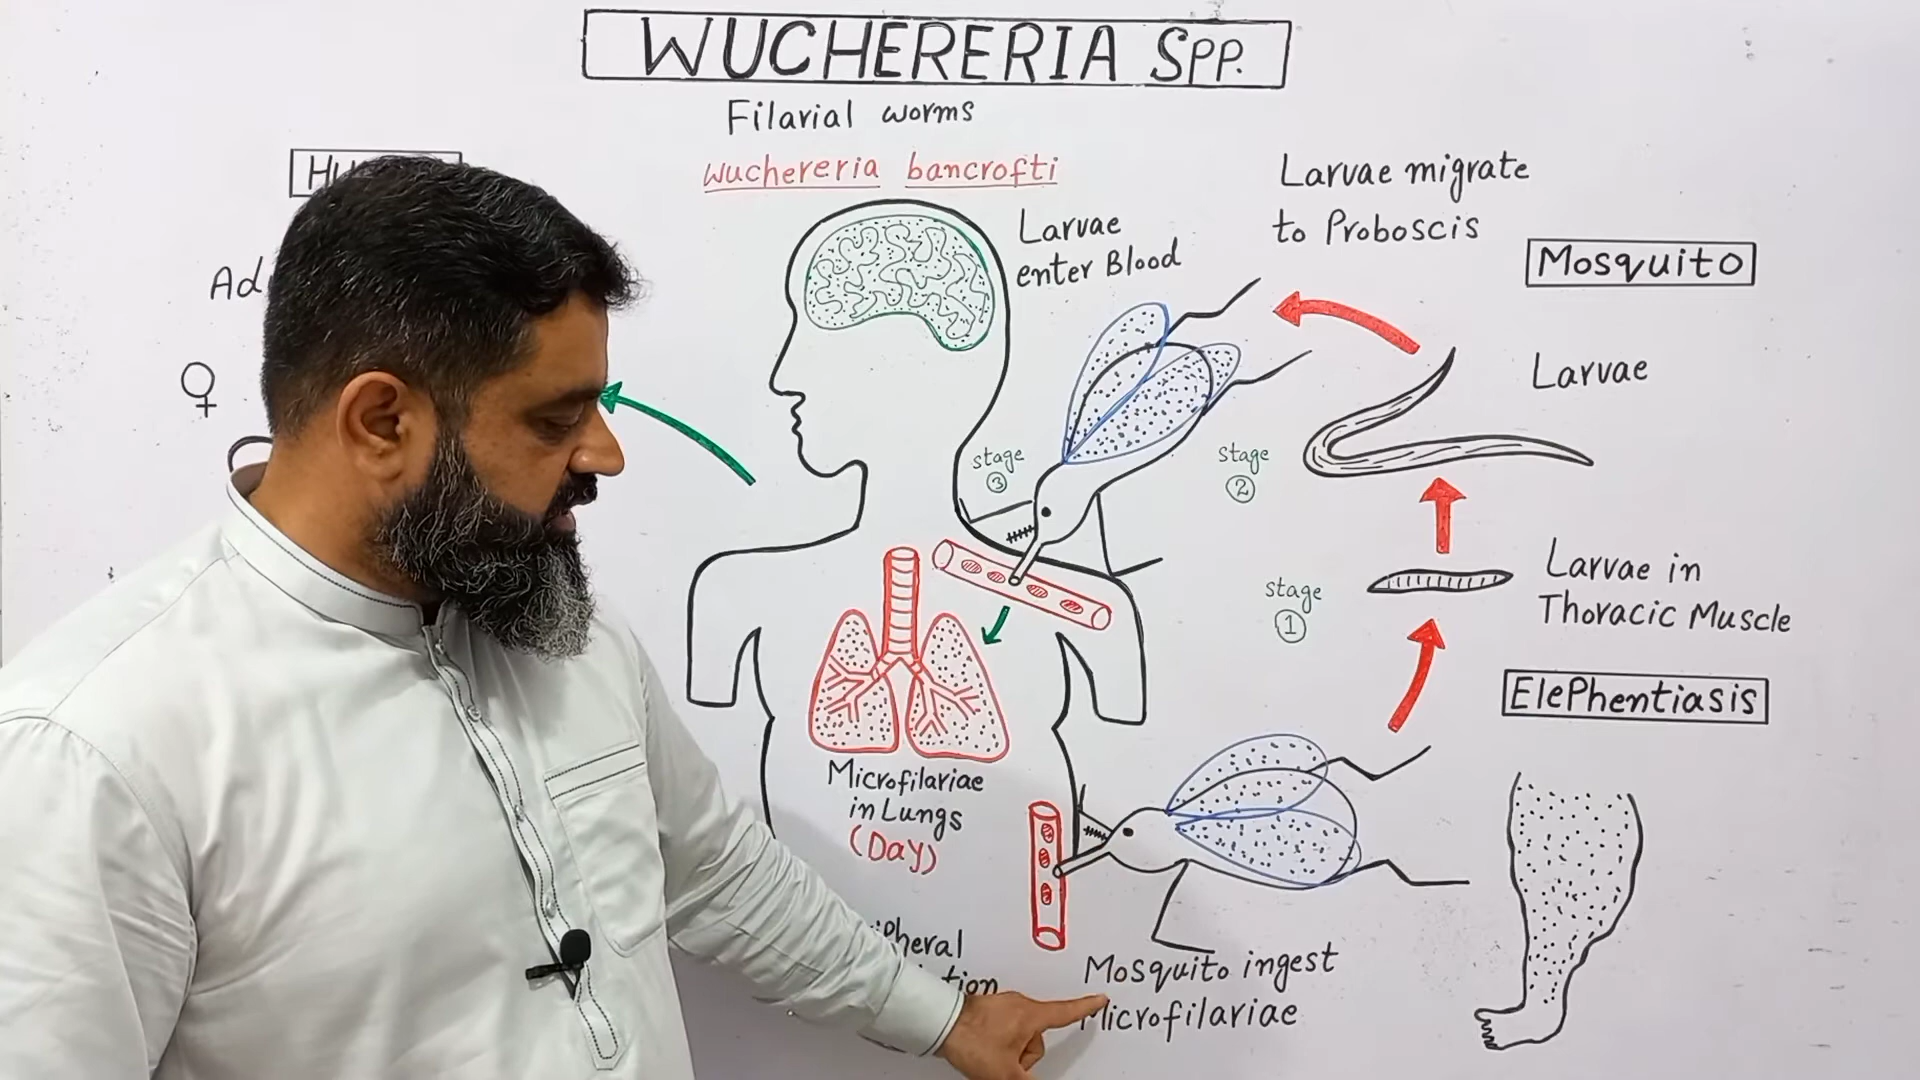 WUCHERERIA SPP.
Filarial worms
Wuchereria bancrofti
Larvae
enter Blood
Larvae migrate
to Proboscis
Mosquito
Larvae
stage
3
stage
2
stage
1
Larvae in
Thoracic Muscle
ElePhentiasis
Microfilariae
in Lungs
(Day)
Mosquito ingest
Microfilariae